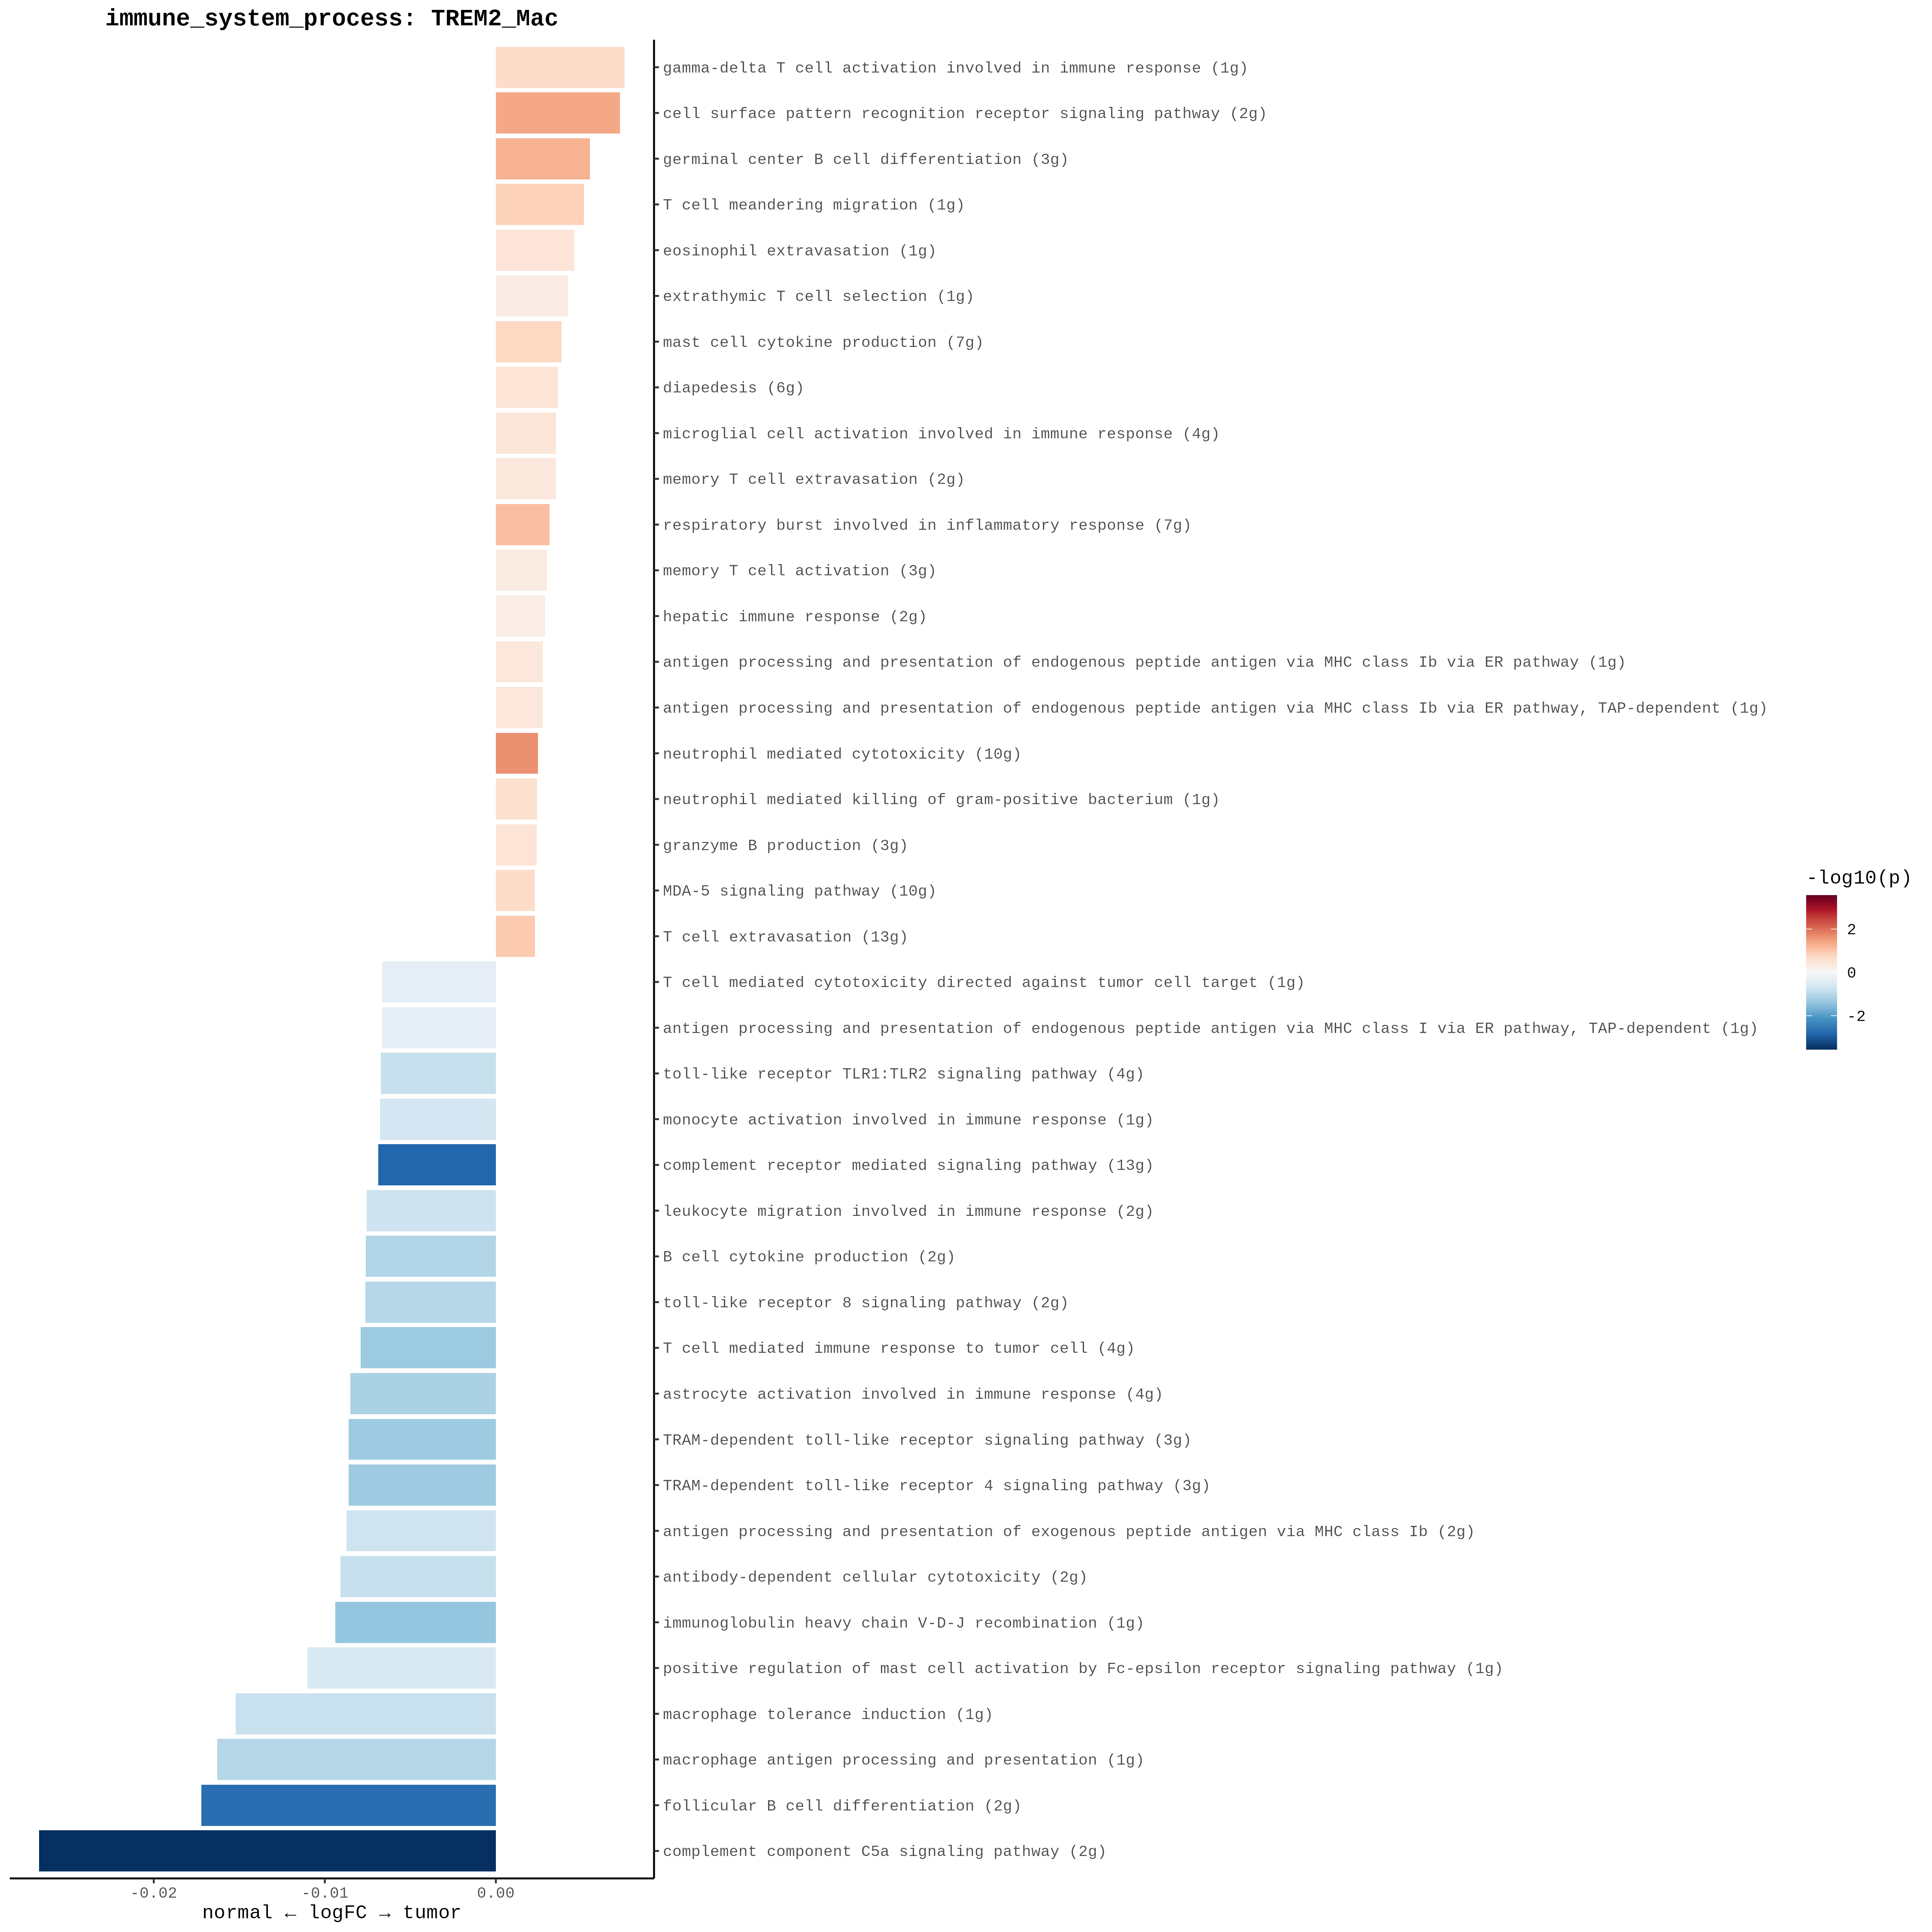 immune_system_process: TREM2_Mac
gamma-delta T cell activation involved in immune response (1g)
cell surface pattern recognition receptor signaling pathway (2g)
germinal center B cell differentiation (3g)
T cell meandering migration (1g)
eosinophil extravasation (1g)
extrathymic T cell selection (1g)
mast cell cytokine production (7g)
diapedesis (6g)
microglial cell activation involved in immune response (4g)
memory T cell extravasation (2g)
respiratory burst involved in inflammatory response (7g)
memory T cell activation (3g)
hepatic immune response (2g)
antigen processing and presentation of endogenous peptide antigen via MHC class Ib via ER pathway (1g)
antigen processing and presentation of endogenous peptide antigen via MHC class Ib via ER pathway, TAP-dependent (1g)
neutrophil mediated cytotoxicity (10g)
neutrophil mediated killing of gram-positive bacterium (1g)
granzyme B production (3g)
MDA-5 signaling pathway (10g)
T cell extravasation (13g)
T cell mediated cytotoxicity directed against tumor cell target (1g)
antigen processing and presentation of endogenous peptide antigen via MHC class I via ER pathway, TAP-dependent (1g)
toll-like receptor TLR1:TLR2 signaling pathway (4g)
monocyte activation involved in immune response (1g)
complement receptor mediated signaling pathway (13g)
leukocyte migration involved in immune response (2g)
B cell cytokine production (2g)
toll-like receptor 8 signaling pathway (2g)
T cell mediated immune response to tumor cell (4g)
astrocyte activation involved in immune response (4g)
TRAM-dependent toll-like receptor signaling pathway (3g)
TRAM-dependent toll-like receptor 4 signaling pathway (3g)
antigen processing and presentation of exogenous peptide antigen via MHC class Ib (2g)
antibody-dependent cellular cytotoxicity (2g)
immunoglobulin heavy chain V-D-J recombination (1g)
positive regulation of mast cell activation by Fc-epsilon receptor signaling pathway (1g)
macrophage tolerance induction (1g)
macrophage antigen processing and presentation (1g)
follicular B cell differentiation (2g)
complement component C5a signaling pathway (2g)
-0.02 -0.01 0.00
normal ← logFC → tumor
-log10(p)
2
0
-2